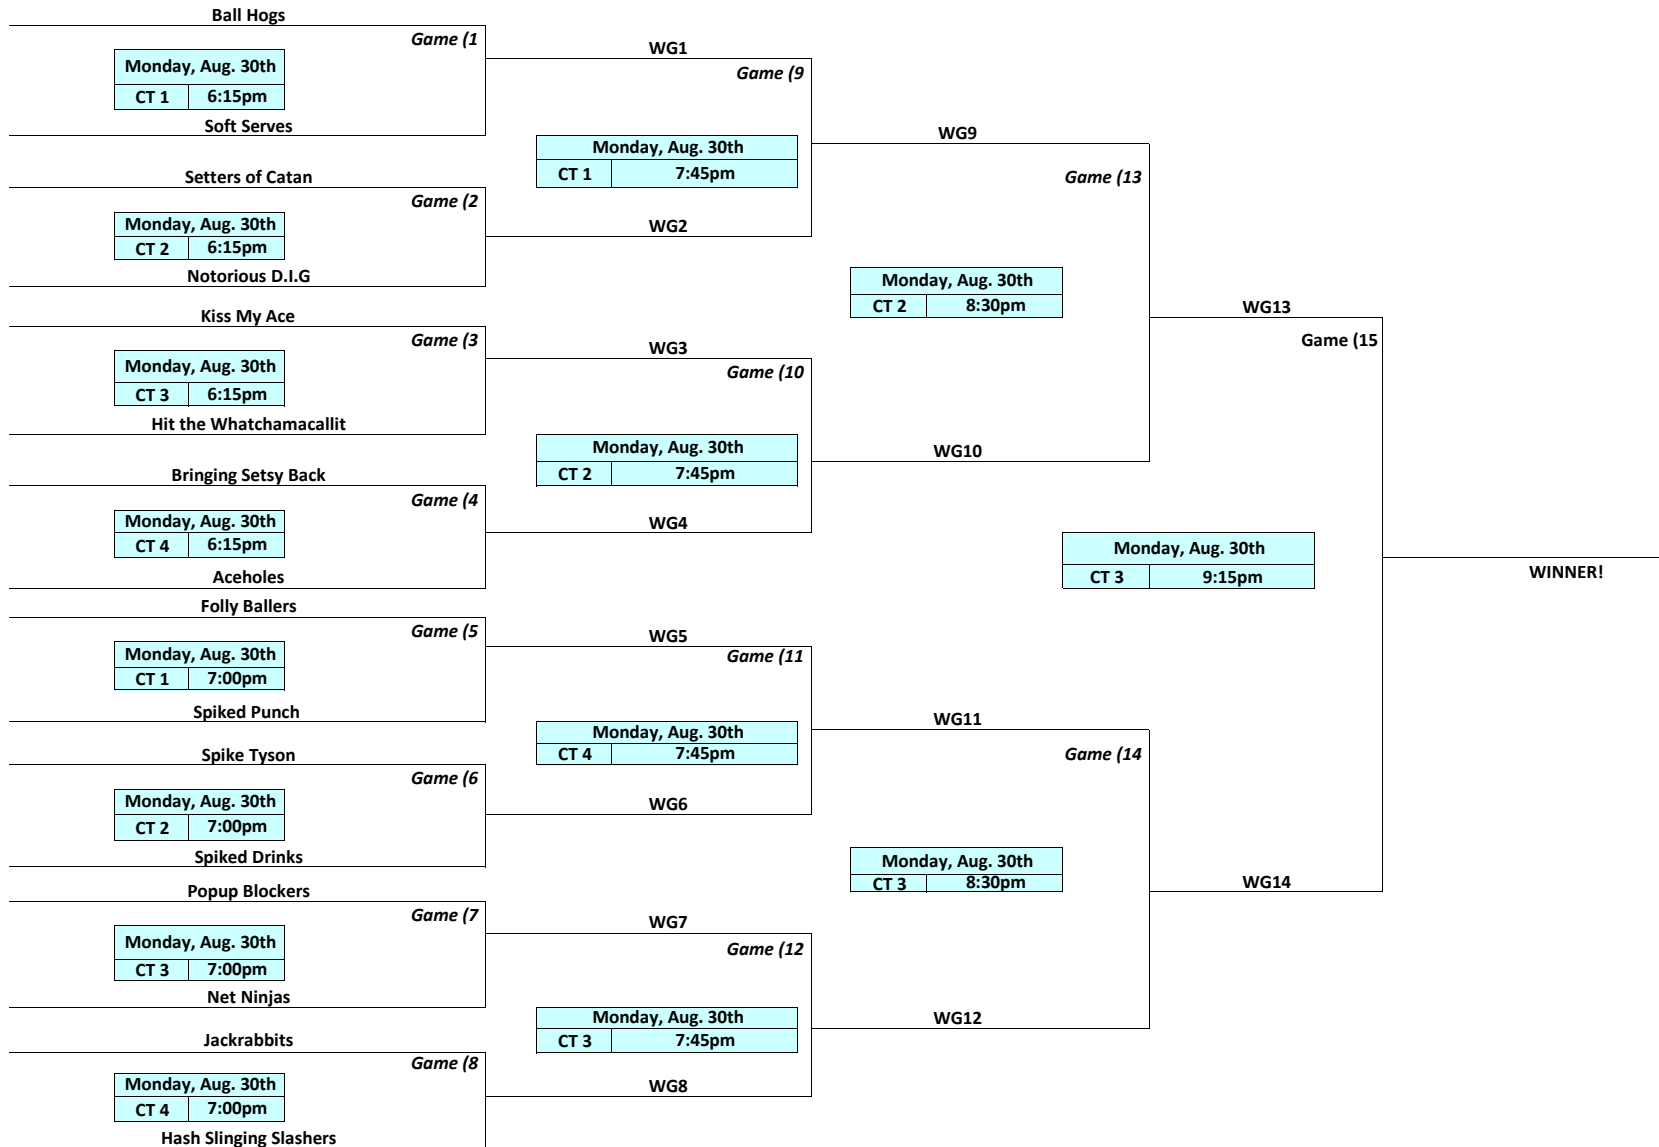 Ball Hogs
Game (1
Monday, Aug. 30th
CT 1 6:15pm
Soft Serves
Setters of Catan
Game (2
Monday, Aug. 30th
CT 2 6:15pm
Notorious D.I.G
Kiss My Ace
Game (3
Monday, Aug. 30th
CT 3 6:15pm
Hit the Whatchamacallit
Bringing Setsy Back
Game (4
Monday, Aug. 30th
CT 4 6:15pm
Aceholes
Folly Ballers
Game (5
Monday, Aug. 30th
CT 1 7:00pm
Spiked Punch
Spike Tyson
Game (6
Monday, Aug. 30th
CT 2 7:00pm
Spiked Drinks
Popup Blockers
Game (7
Monday, Aug. 30th
CT 3 7:00pm
Net Ninjas
Jackrabbits
Game (8
Monday, Aug. 30th
CT 4 7:00pm
Hash Slinging Slashers
WG1
Game (9
Monday, Aug. 30th
CT 1 7:45pm
WG2
WG3
Game (10
Monday, Aug. 30th
CT 2 7:45pm
WG4
WG5
Game (11
Monday, Aug. 30th
CT 4 7:45pm
WG6
WG7
Game (12
Monday, Aug. 30th
CT 3 7:45pm
WG8
WG9
Game (13
Monday, Aug. 30th
CT 2 8:30pm
WG10
WG11
Game (14
Monday, Aug. 30th
CT 3 8:30pm
WG12
WG13
Game (15
Monday, Aug. 30th
CT 3 9:15pm
WG14
WINNER!